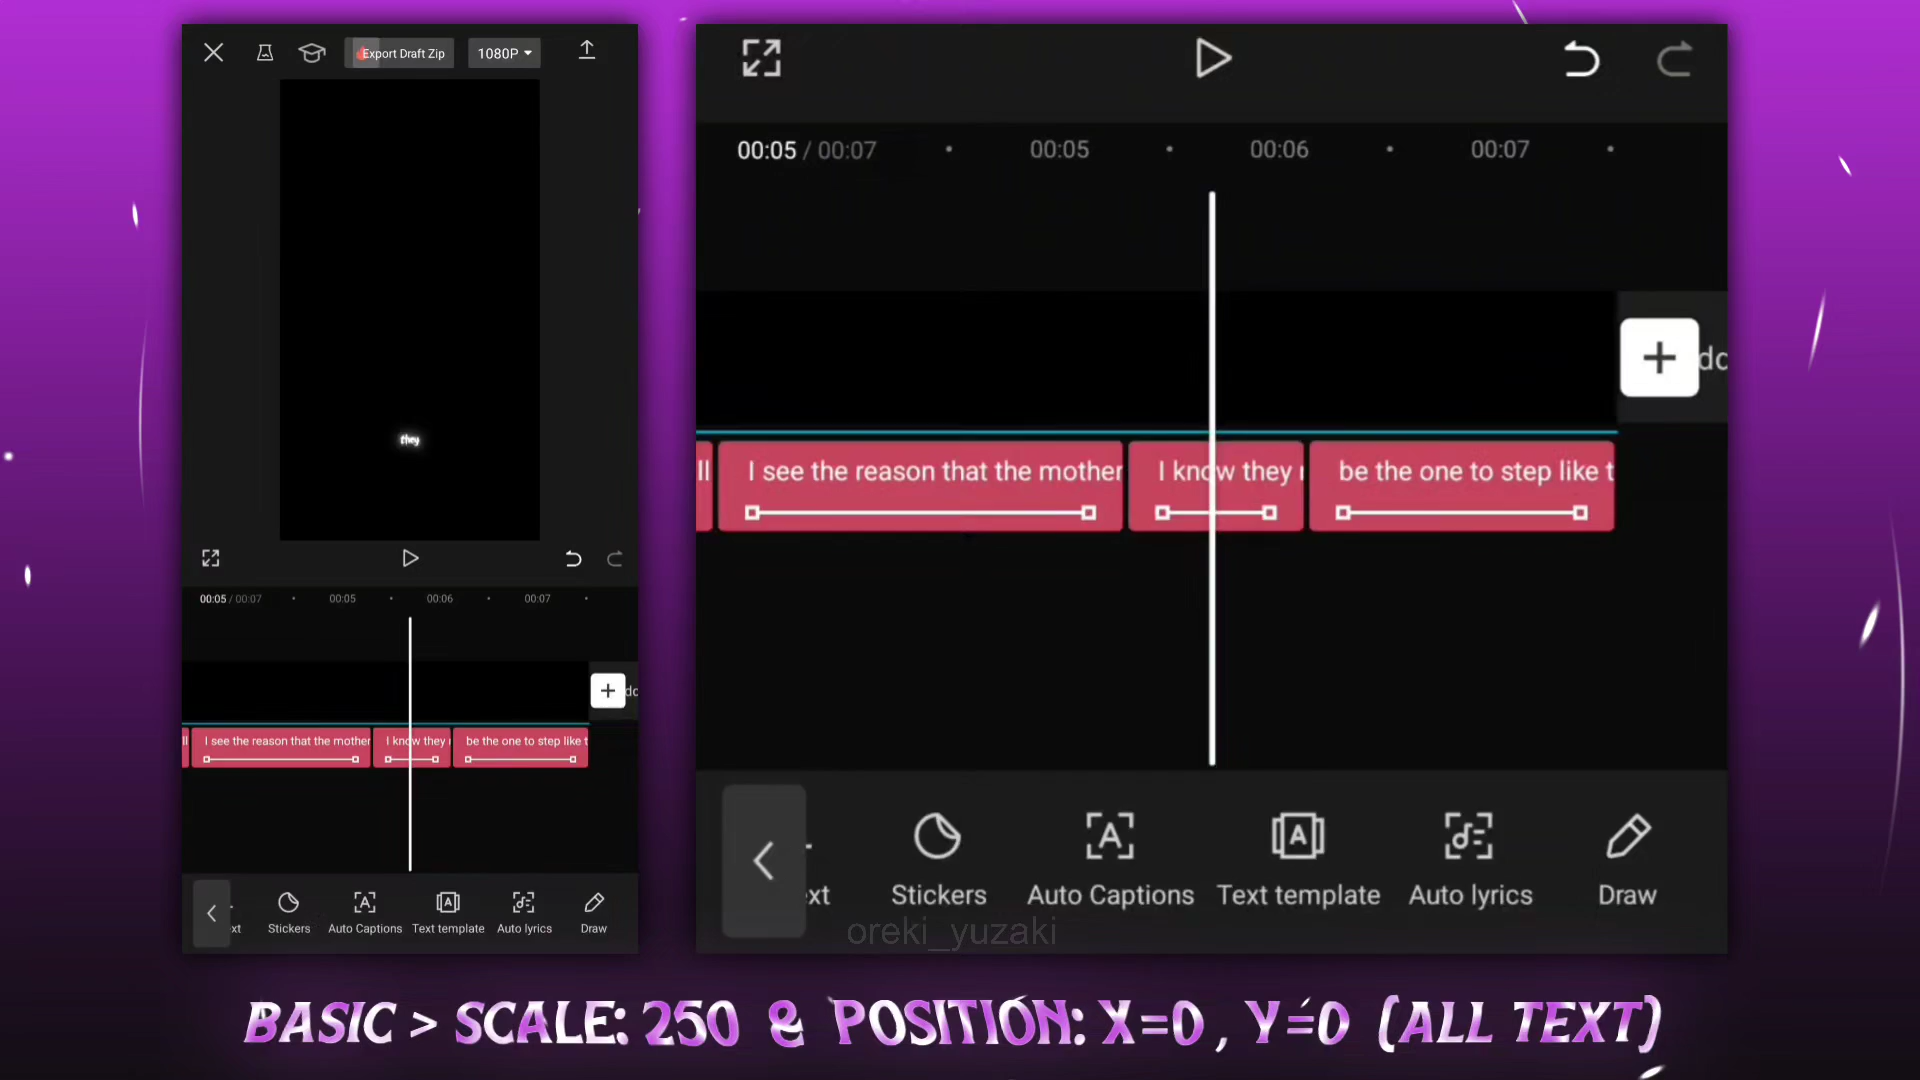 Export Draft Zip 1080P
they
00:05 / 00:07 00:05 00:06 00:07
I see the reason that the mother I know they be the one to step like t
Stickers Auto Captions Text template Auto lyrics Draw
00:05 / 00:07 00:05 00:06 00:07
ll I see the reason that the mother I know they be the one to step like t
xt Stickers Auto Captions Text template Auto lyrics Draw
oreki_yuzaki
BASIC > SCALE: 250 & POSITION: X=0 , Y=0 (ALL TEXT)